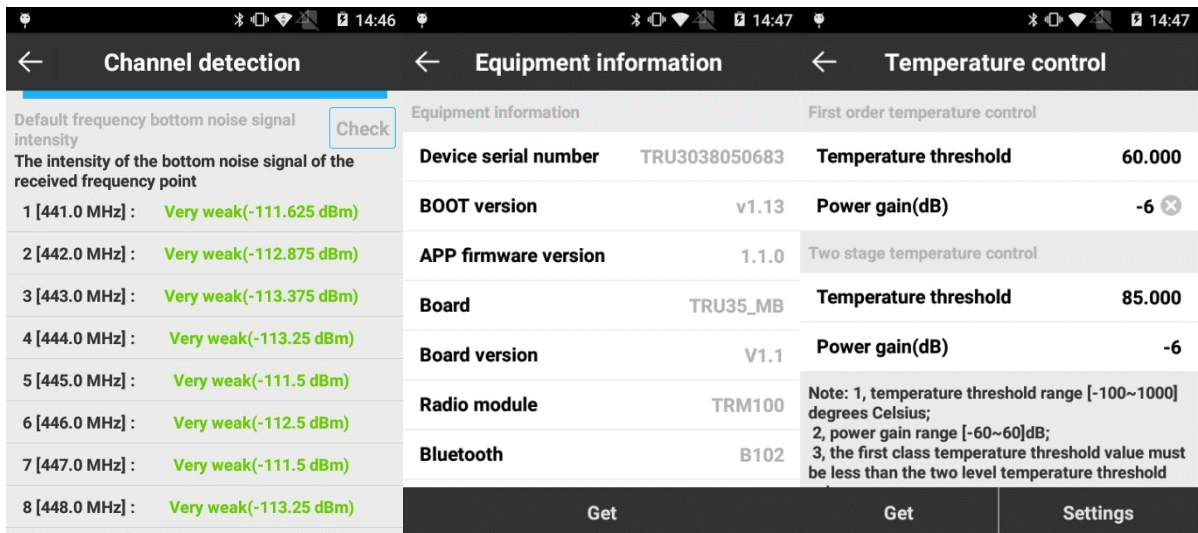 14:46
Channel detection
Default frequency bottom noise signal
intensity
Check
The intensity of the bottom noise signal of the
received frequency point
1 [441.0 MHz] : Very weak(-111.625 dBm)
2 [442.0 MHz] : Very weak(-112.875 dBm)
3 [443.0 MHz] : Very weak(-113.375 dBm)
4 [444.0 MHz] : Very weak(-113.25 dBm)
5 [445.0 MHz] : Very weak(-111.5 dBm)
6 [446.0 MHz] : Very weak(-112.5 dBm)
7 [447.0 MHz] : Very weak(-111.5 dBm)
8 [448.0 MHz] : Very weak(-113.25 dBm)
14:47
Equipment information
Equipment information
Device serial number TRU3038050683
BOOT version v1.13
APP firmware version 1.1.0
Board TRU35_MB
Board version V1.1
Radio module TRM100
Bluetooth B102
Get
14:47
Temperature control
First order temperature control
Temperature threshold 60.000
Power gain(dB) -6
Two stage temperature control
Temperature threshold 85.000
Power gain(dB) -6
Note: 1, temperature threshold range [-100~1000]
degrees Celsius;
2, power gain range [-60~60]dB;
3, the first class temperature threshold value must
be less than the two level temperature threshold
Get Settings